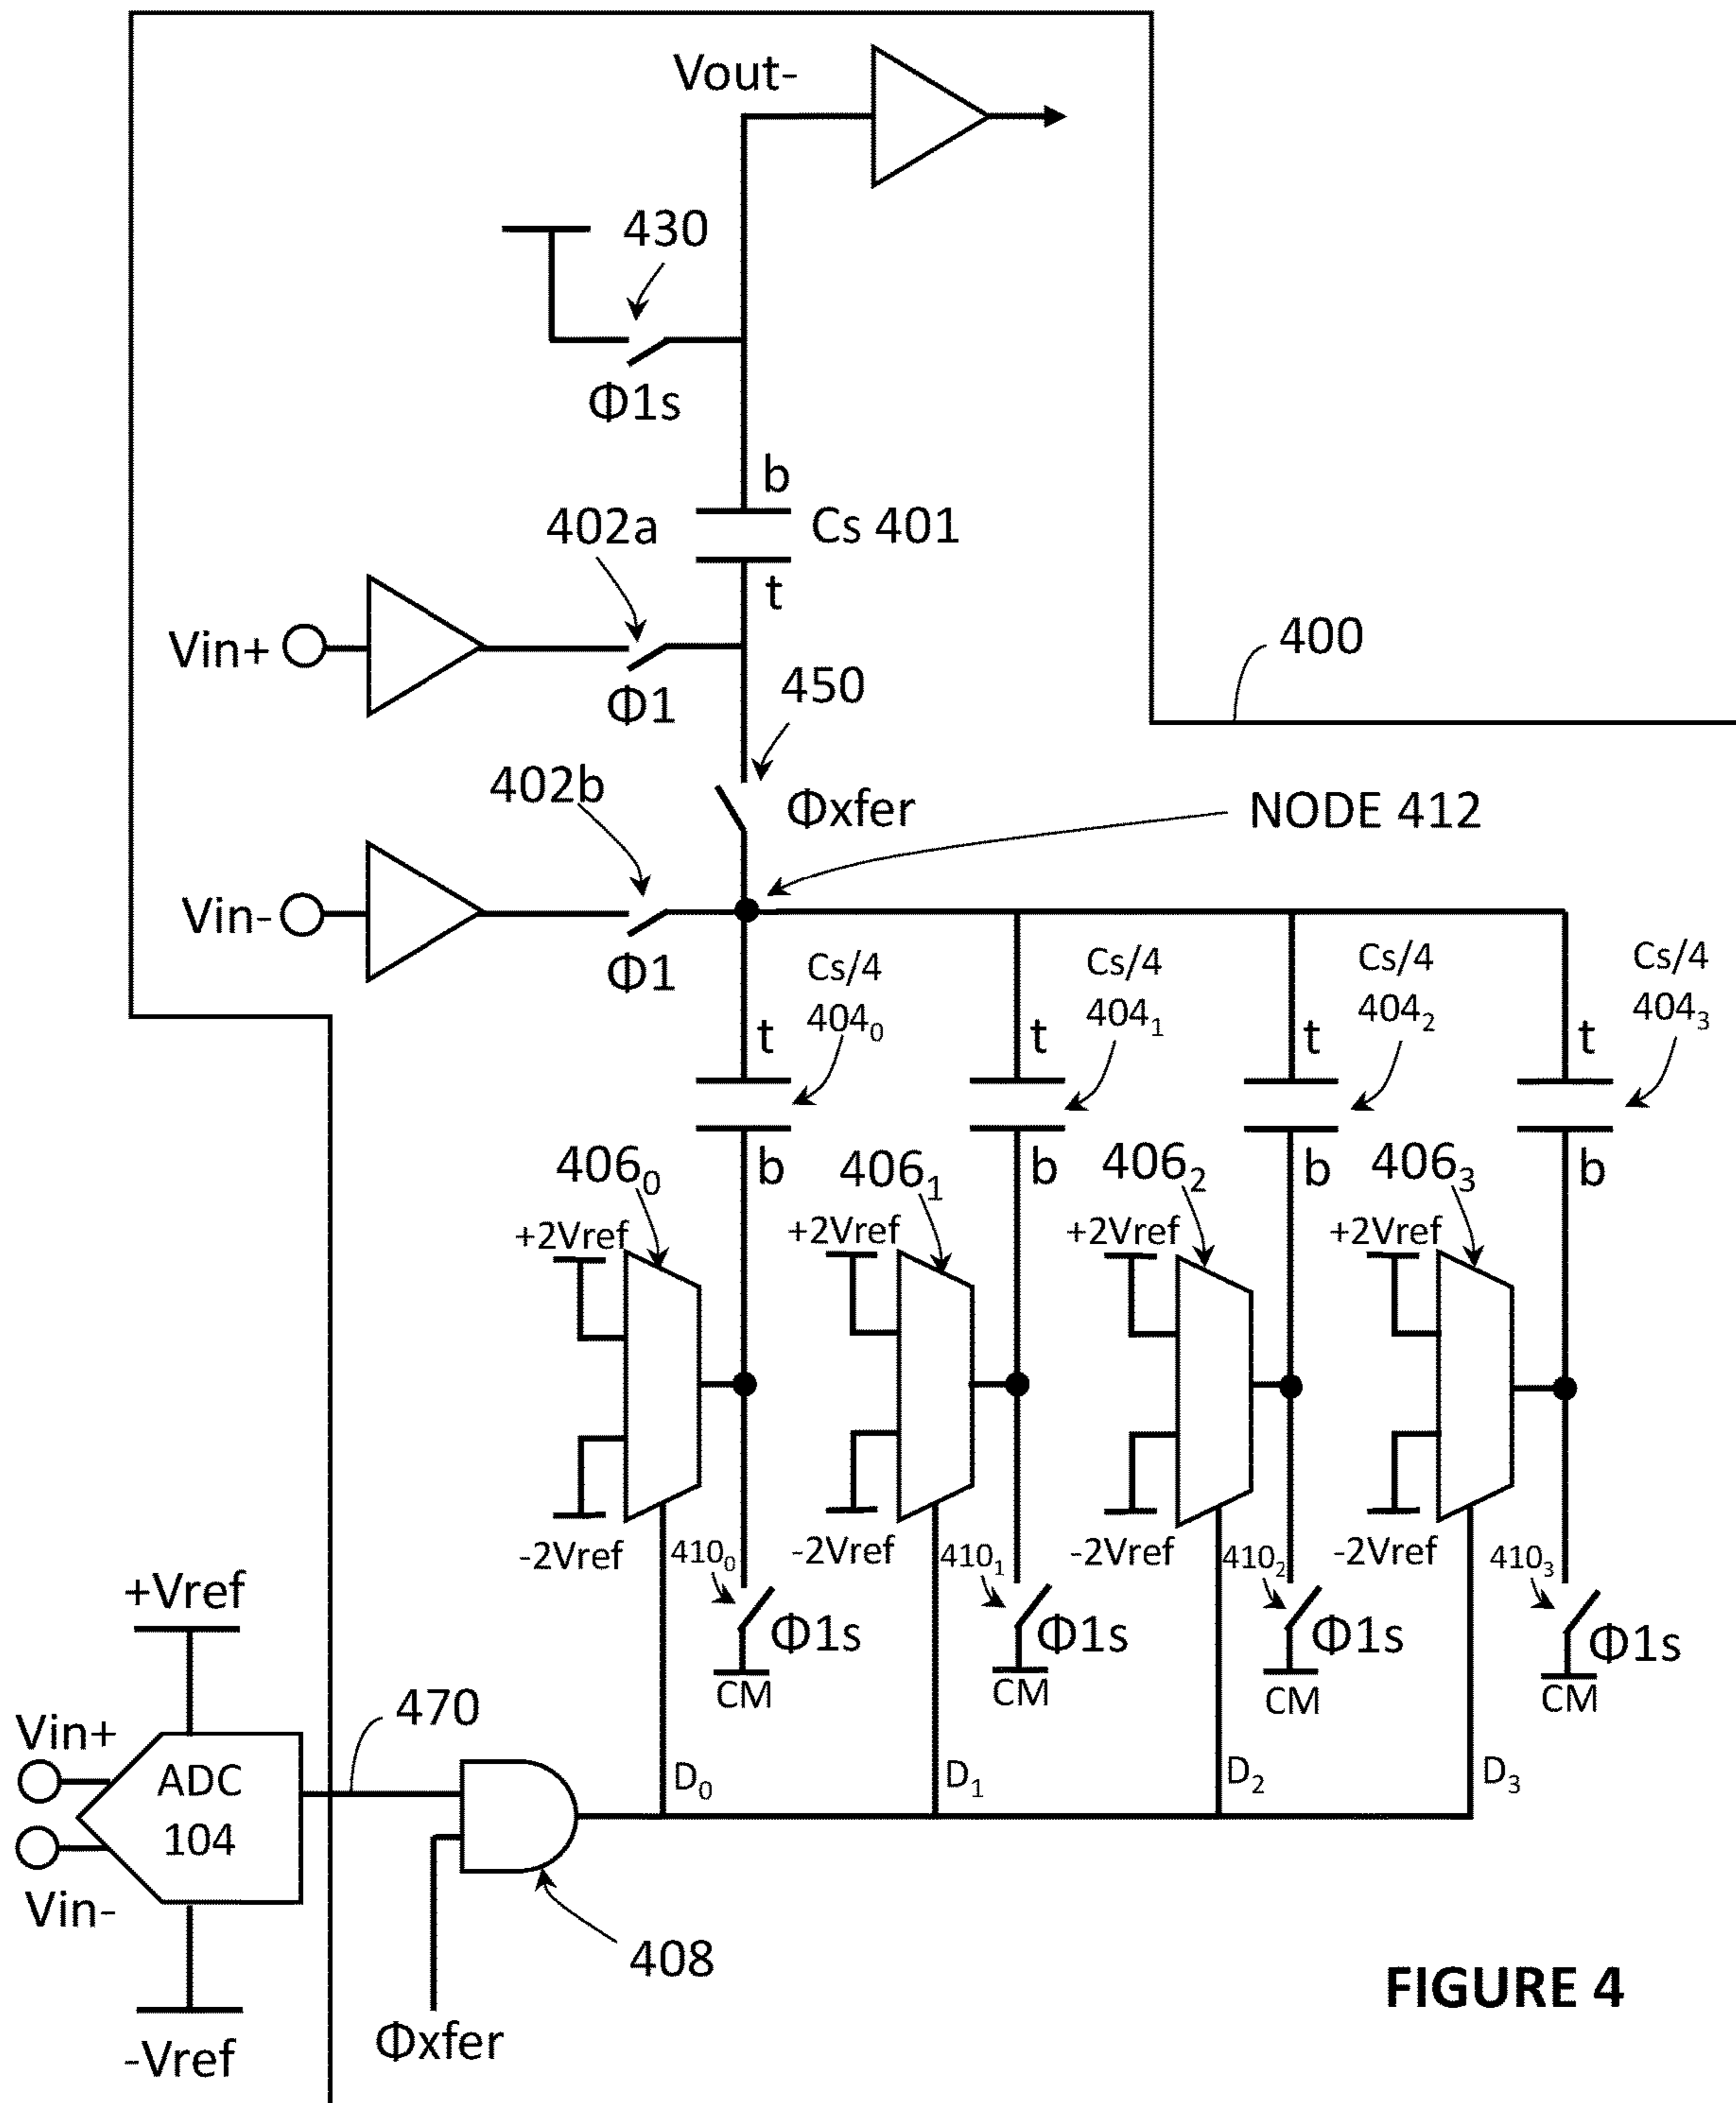 Vout-
430
Φ1s
b
402a
Cs 401
t
Vin+
Φ1
450
400
402b
Φxfer
NODE 412
Vin-
Φ1
Cs/4
404₀
Cs/4
404₁
Cs/4
404₂
Cs/4
404₃
t
t
t
t
b
b
b
b
406₀
406₁
406₂
406₃
+2Vref
+2Vref
+2Vref
+2Vref
-2Vref
-2Vref
-2Vref
-2Vref
410₀
410₁
410₂
410₃
Φ1s
Φ1s
Φ1s
Φ1s
CM
CM
CM
CM
+Vref
470
Vin+
ADC
104
Vin-
D₀
D₁
D₂
D₃
408
-Vref
Φxfer
FIGURE 4